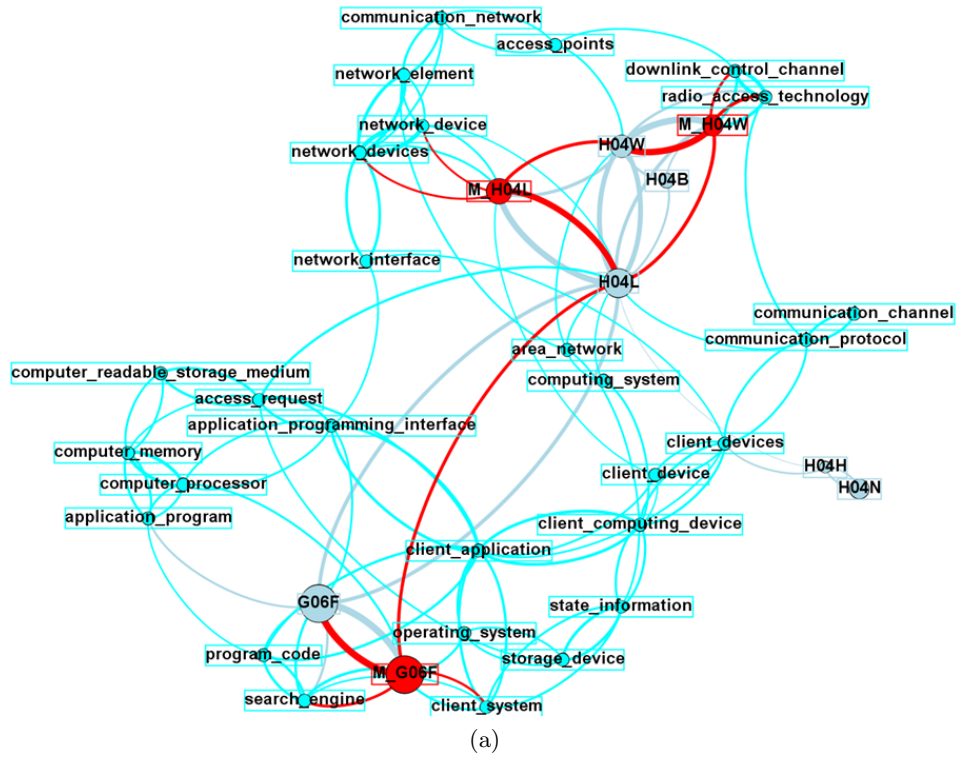 communication_network
access_points
network_element
downlink_control_channel
radio_access_technology
network_device
M_H04W
network_devices
H04W
H04B
M_H04L
network_interface
H04L
communication_channel
communication_protocol
area_network
computer_readable_storage_medium
computing_system
access_request
application_programming_interface
client_devices
computer_memory
H04H
client_device
computer_processor
H04N
application_program
client_computing_device
client_application
G06F
state_information
operating_system
program_code
storage_device
M_G06F
search_engine
client_system
(a)